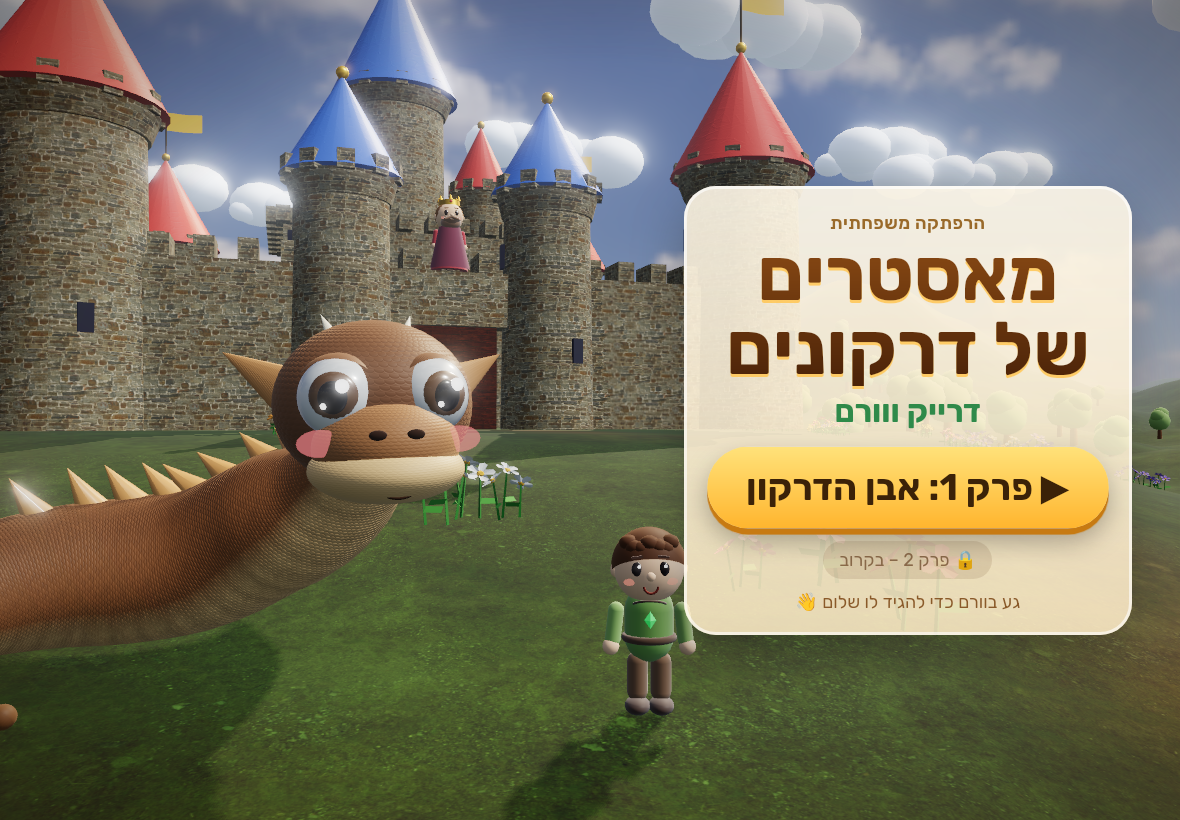 הרפתקה משפחתית
מאסטרים
של דרקונים
דרייק ווורם
▶ פרק 1: אבן הדרקון
🔒 פרק 2 – בקרוב
גע בוורם כדי להגיד לו שלום 👋